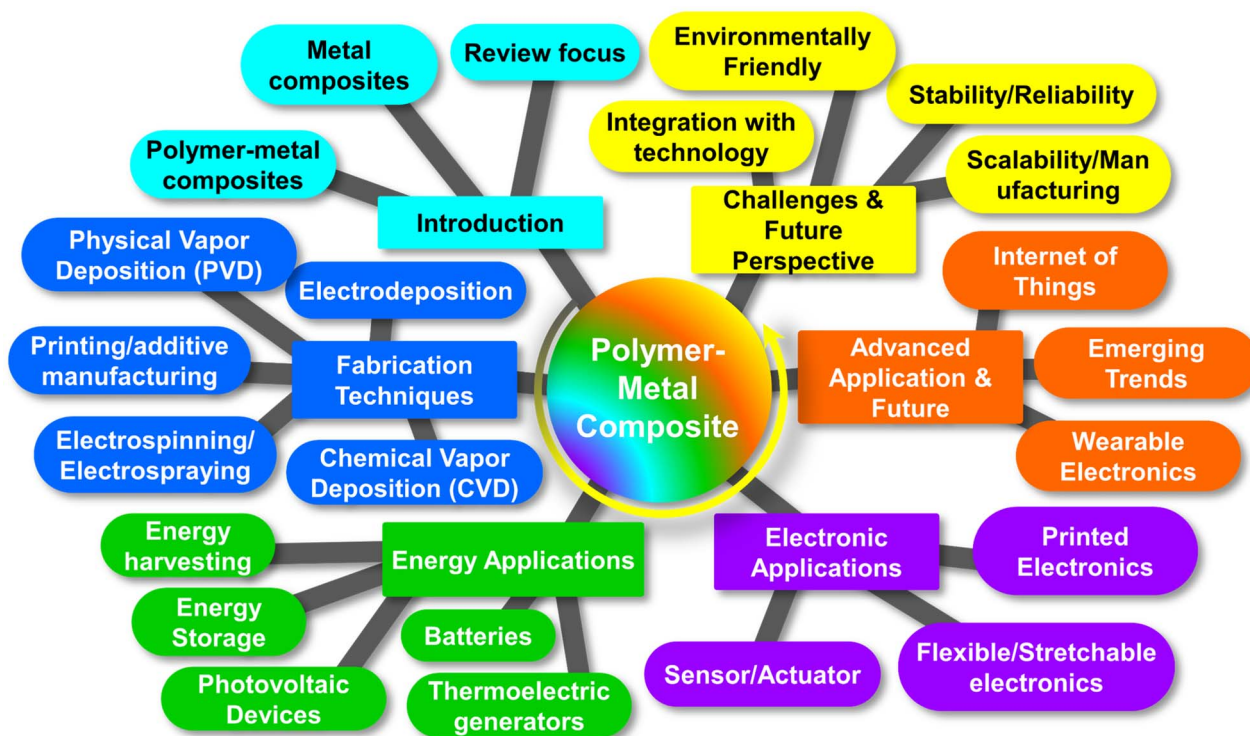 Metal
composites
Review focus
Polymer-metal
composites
Introduction
Environmentally
Friendly
Stability/Reliability
Integration with
technology
Scalability/Man
ufacturing
Challenges &
Future
Perspective
Physical Vapor
Deposition (PVD)
Electrodeposition
Printing/additive
manufacturing
Fabrication
Techniques
Electrospinning/
Electrospraying
Chemical Vapor
Deposition (CVD)
Polymer-
Metal
Composite
Internet of
Things
Advanced
Application &
Future
Emerging
Trends
Wearable
Electronics
Energy
harvesting
Energy Applications
Energy
Storage
Batteries
Photovoltaic
Devices
Thermoelectric
generators
Electronic
Applications
Printed
Electronics
Sensor/Actuator
Flexible/Stretchable
electronics